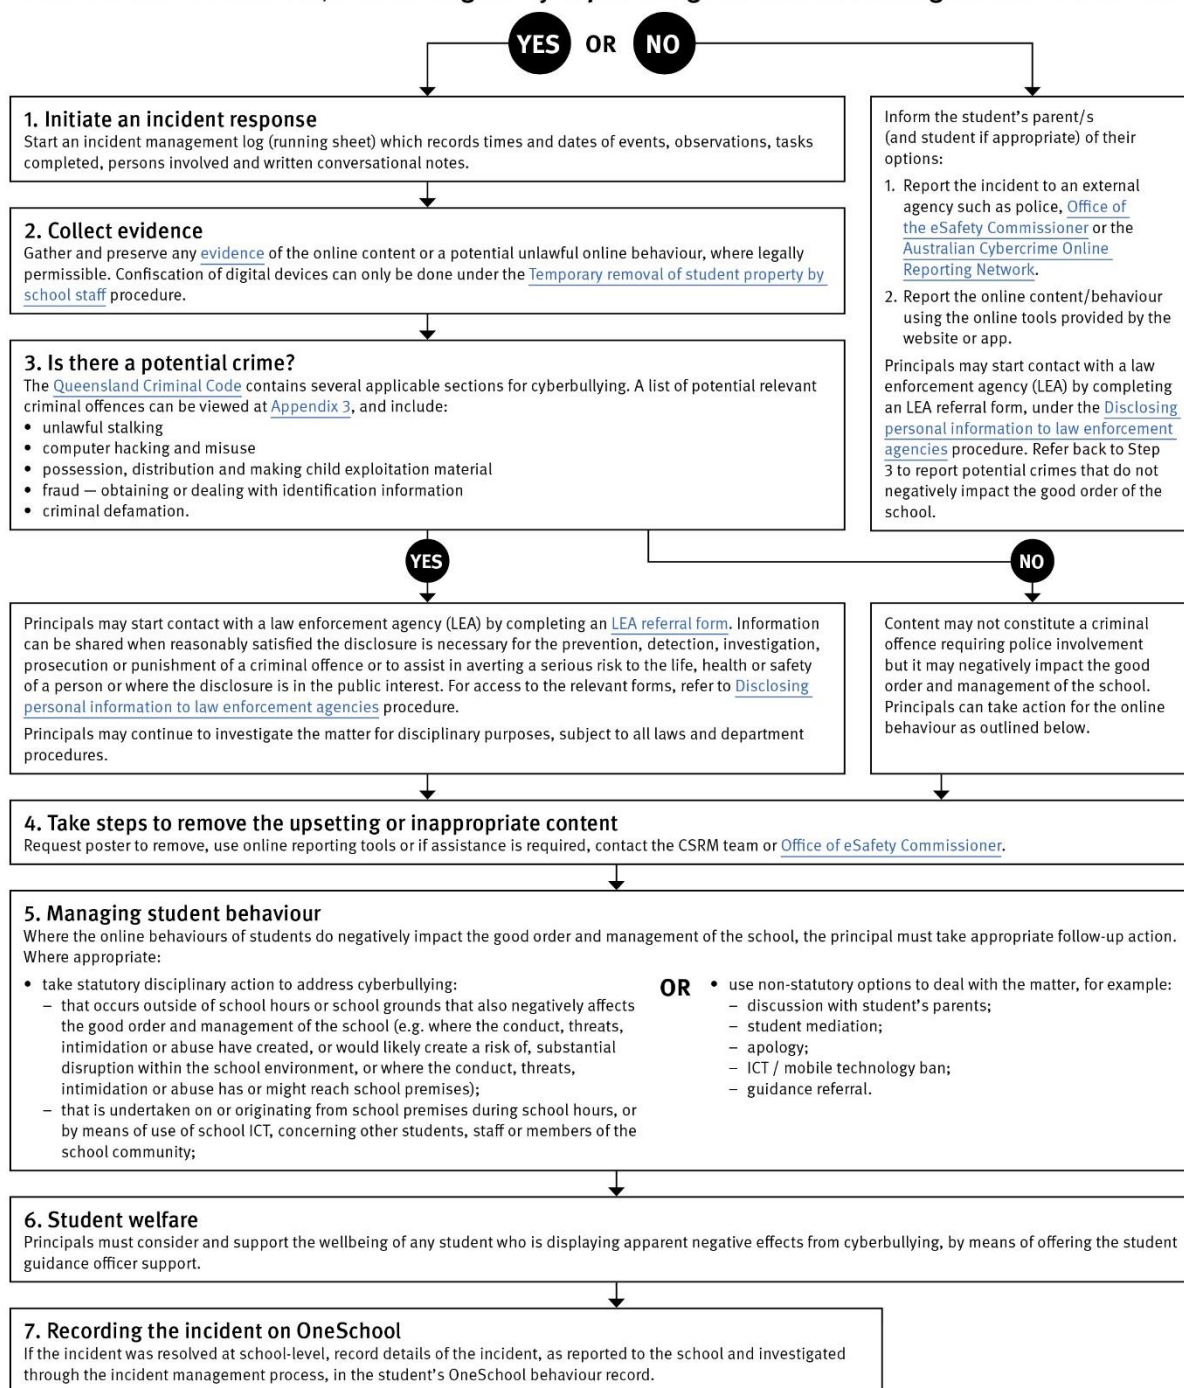 YES OR NO
1. Initiate an incident response
Start an incident management log (running sheet) which records times and dates of events, observations, tasks
completed, persons involved and written conversational notes.
2. Collect evidence
Gather and preserve any evidence of the online content or a potential unlawful online behaviour, where legally
permissible. Confiscation of digital devices can only be done under the Temporary removal of student property by
school staff procedure.
3. Is there a potential crime?
The Queensland Criminal Code contains several applicable sections for cyberbullying. A list of potential relevant
criminal offences can be viewed at Appendix 3, and include:
• unlawful stalking
• computer hacking and misuse
• possession, distribution and making child exploitation material
• fraud — obtaining or dealing with identification information
• criminal defamation.
Inform the student's parent/s
(and student if appropriate) of their
options:
1. Report the incident to an external
agency such as police, Office of
the eSafety Commissioner or the
Australian Cybercrime Online
Reporting Network.
2. Report the online content/behaviour
using the online tools provided by the
website or app.
Principals may start contact with a law
enforcement agency (LEA) by completing
an LEA referral form, under the Disclosing
personal information to law enforcement
agencies procedure. Refer back to Step
3 to report potential crimes that do not
negatively impact the good order of the
school.
YES
NO
Principals may start contact with a law enforcement agency (LEA) by completing an LEA referral form. Information
can be shared when reasonably satisfied the disclosure is necessary for the prevention, detection, investigation,
prosecution or punishment of a criminal offence or to assist in averting a serious risk to the life, health or safety
of a person or where the disclosure is in the public interest. For access to the relevant forms, refer to Disclosing
personal information to law enforcement agencies procedure.
Principals may continue to investigate the matter for disciplinary purposes, subject to all laws and department
procedures.
Content may not constitute a criminal
offence requiring police involvement
but it may negatively impact the good
order and management of the school.
Principals can take action for the online
behaviour as outlined below.
4. Take steps to remove the upsetting or inappropriate content
Request poster to remove, use online reporting tools or if assistance is required, contact the CSRM team or Office of eSafety Commissioner.
5. Managing student behaviour
Where the online behaviours of students do negatively impact the good order and management of the school, the principal must take appropriate follow-up action.
Where appropriate:
• take statutory disciplinary action to address cyberbullying:
– that occurs outside of school hours or school grounds that also negatively affects
the good order and management of the school (e.g. where the conduct, threats,
intimidation or abuse have created, or would likely create a risk of, substantial
disruption within the school environment, or where the conduct, threats,
intimidation or abuse has or might reach school premises);
– that is undertaken on or originating from school premises during school hours, or
by means of use of school ICT, concerning other students, staff or members of the
school community;
OR
• use non-statutory options to deal with the matter, for example:
– discussion with student's parents;
– student mediation;
– apology;
– ICT / mobile technology ban;
– guidance referral.
6. Student welfare
Principals must consider and support the wellbeing of any student who is displaying apparent negative effects from cyberbullying, by means of offering the student
guidance officer support.
7. Recording the incident on OneSchool
If the incident was resolved at school-level, record details of the incident, as reported to the school and investigated
through the incident management process, in the student's OneSchool behaviour record.